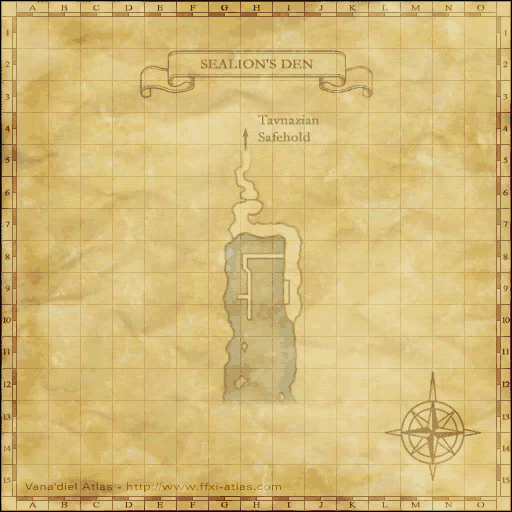 A B C D E F G H I J K L M N O
SEALION'S DEN
Tavnazian
Safehold
1 1
2 2
3 3
4 4
5 5
6 6
7 7
8 8
9 9
10 10
11 11
12 12
13 13
14 14
15 15
Vana'diel Atlas - http://www.ffxi-atlas.com
A B C D E F G H I J K L M N O